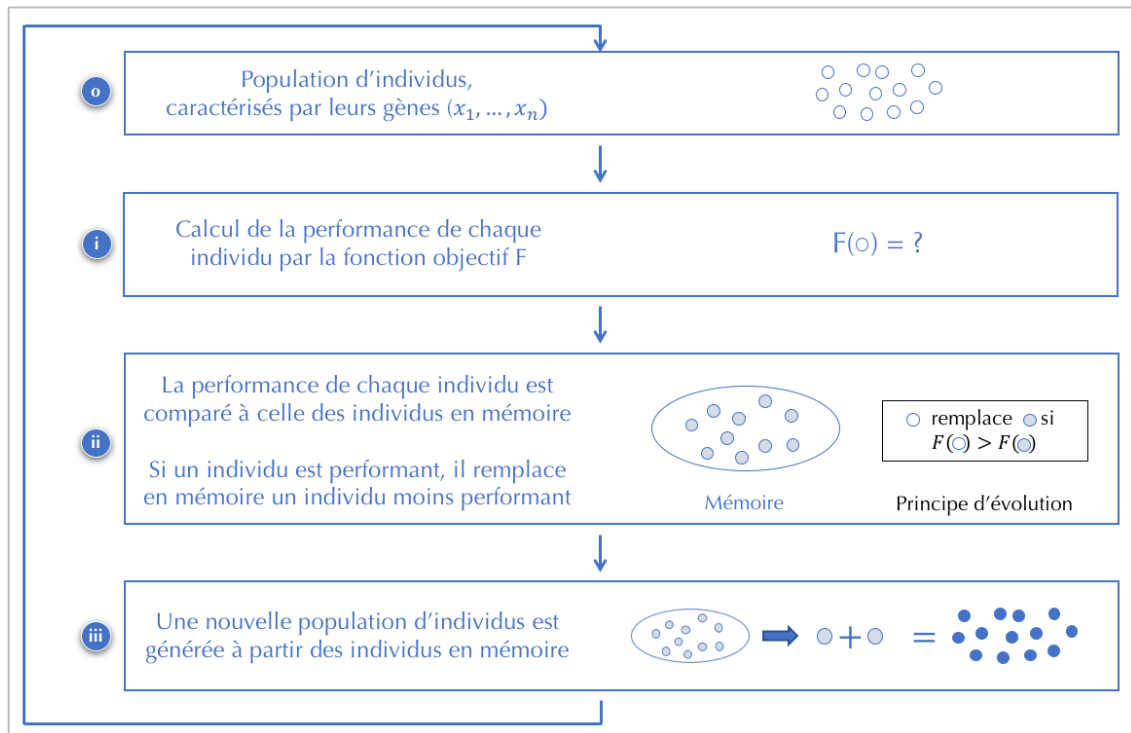 o
Population d'individus,
caractérisés par leurs gènes (x₁, … , xₙ)
i
Calcul de la performance de chaque
individu par la fonction objectif F
F(○) = ?
ii
La performance de chaque individu est
comparé à celle des individus en mémoire
Si un individu est performant, il remplace
en mémoire un individu moins performant
Mémoire
○ remplace ○ si
F(○) > F(○)
Principe d'évolution
iii
Une nouvelle population d'individus est
générée à partir des individus en mémoire
+ =